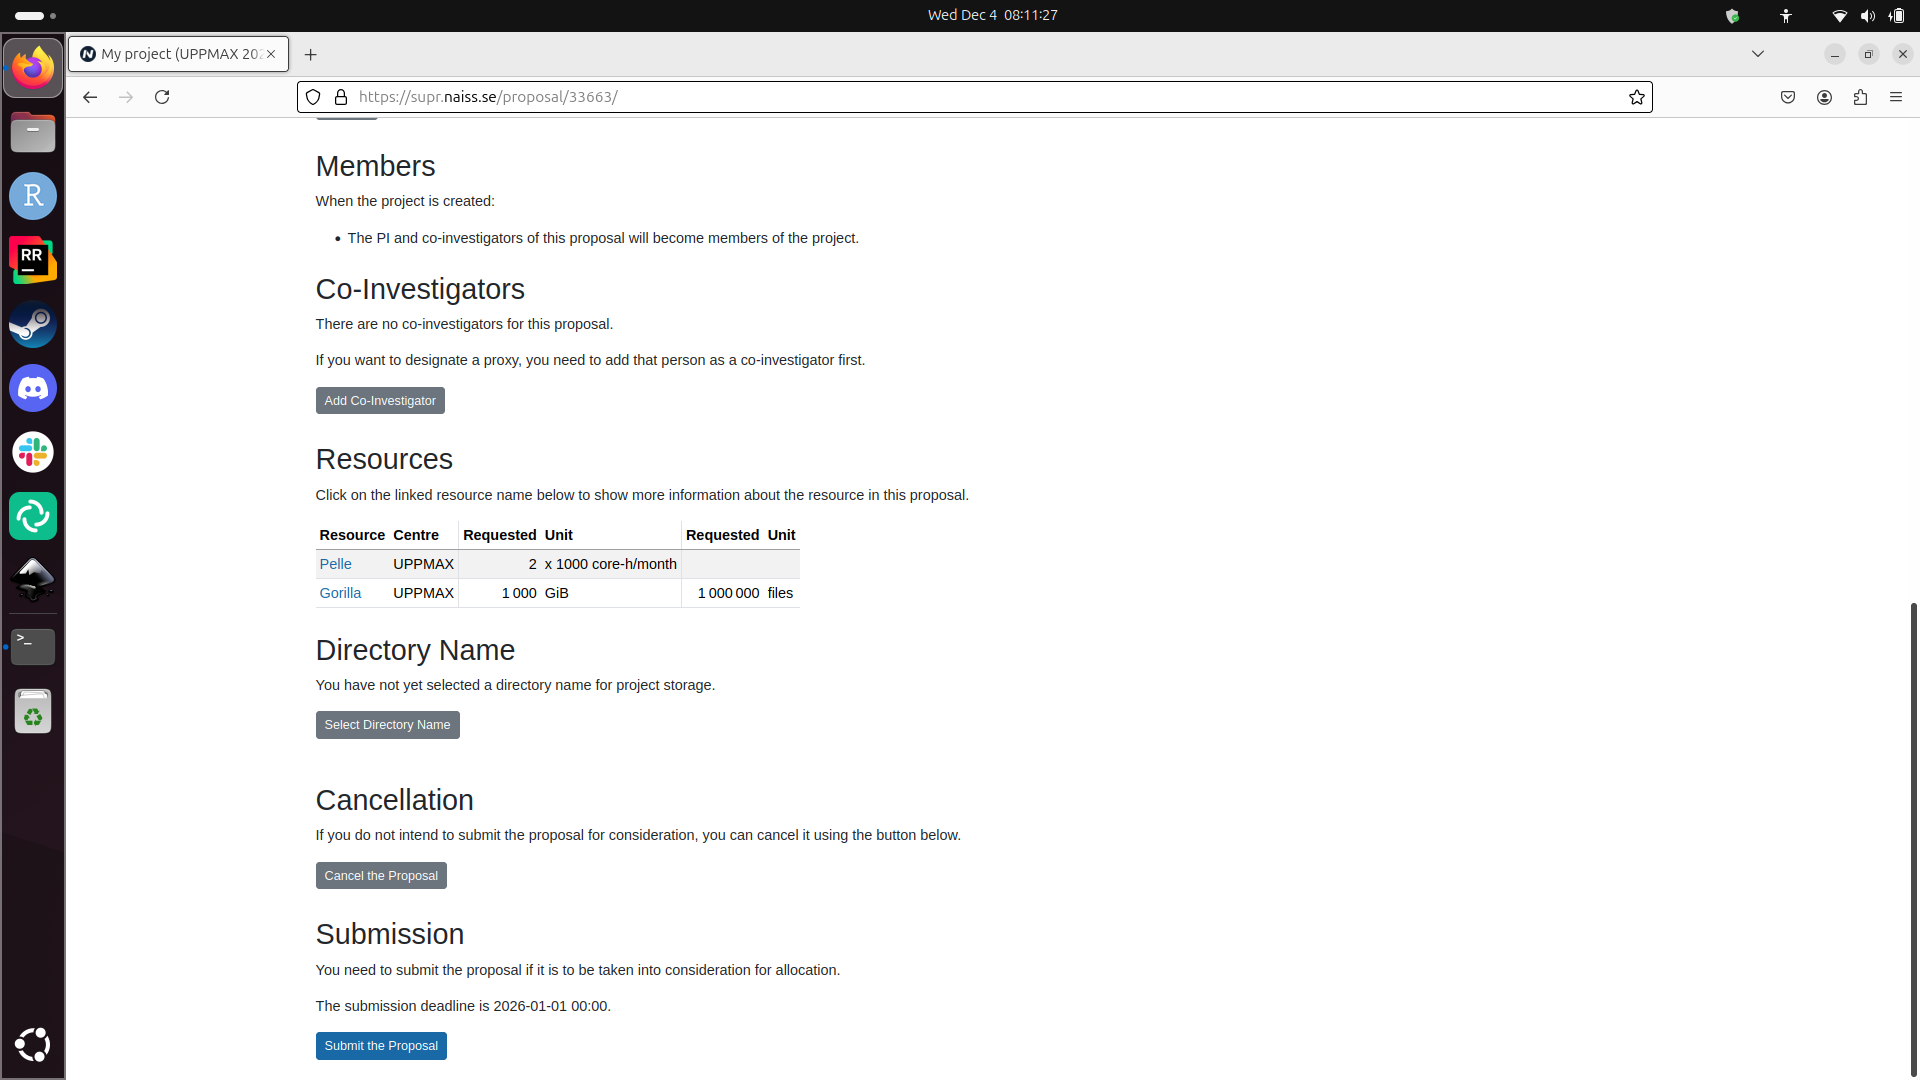 Wed Dec 4 08:11:27
My project (UPPMAX 202
https://supr.naiss.se/proposal/33663/
Members
When the project is created:
• The PI and co-investigators of this proposal will become members of the project.
Co-Investigators
There are no co-investigators for this proposal.
If you want to designate a proxy, you need to add that person as a co-investigator first.
Add Co-Investigator
Resources
Click on the linked resource name below to show more information about the resource in this proposal.
Resource Centre Requested Unit Requested Unit
Pelle UPPMAX 2 x 1000 core-h/month
Gorilla UPPMAX 1 000 GiB 1 000 000 files
Directory Name
You have not yet selected a directory name for project storage.
Select Directory Name
Cancellation
If you do not intend to submit the proposal for consideration, you can cancel it using the button below.
Cancel the Proposal
Submission
You need to submit the proposal if it is to be taken into consideration for allocation.
The submission deadline is 2026-01-01 00:00.
Submit the Proposal
R
RR
>_